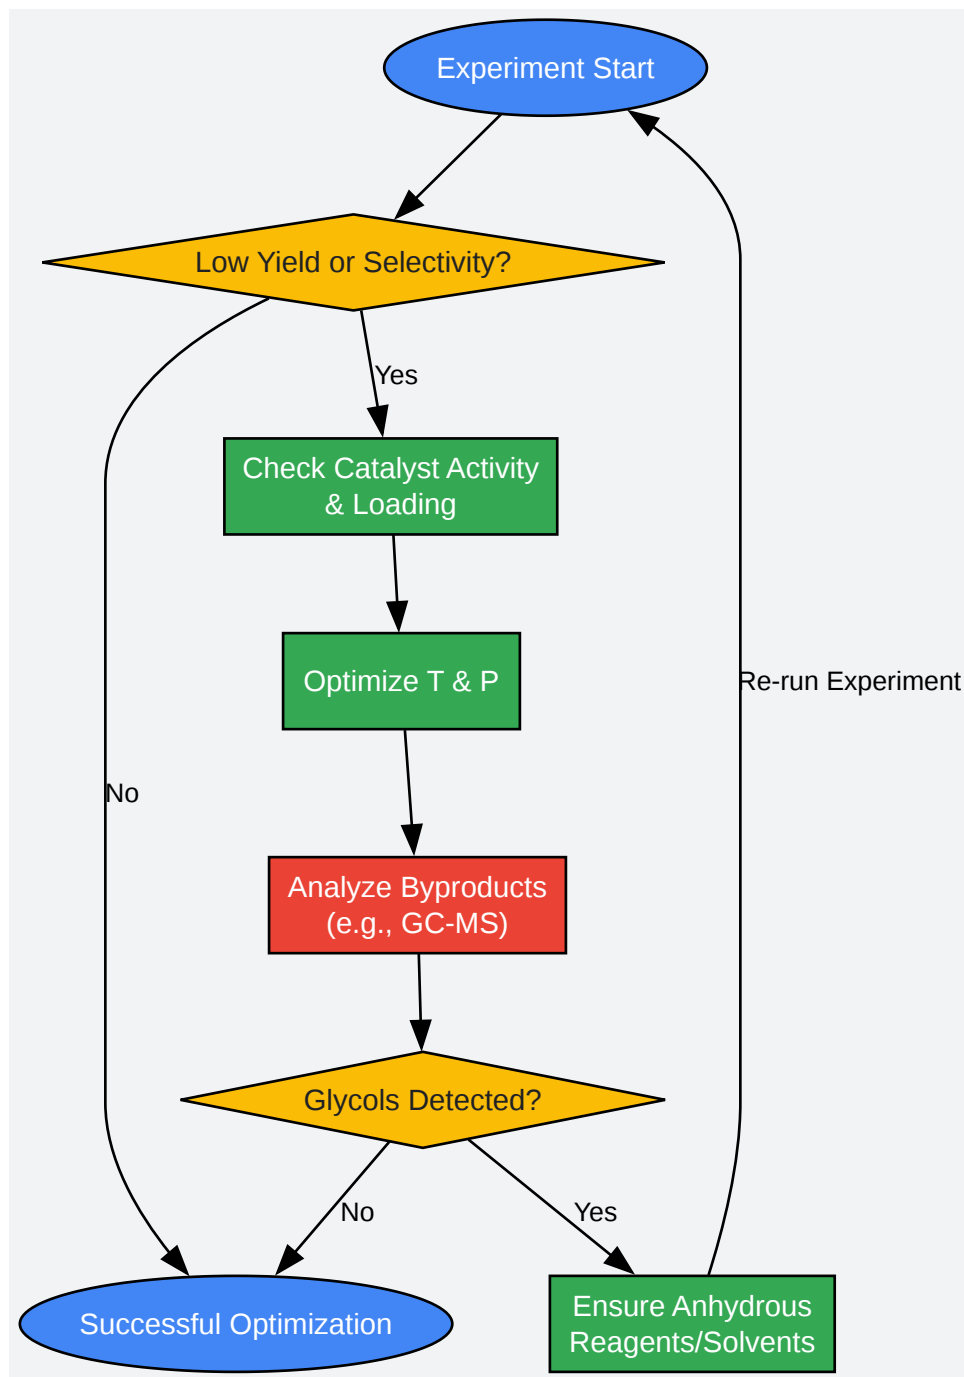 Experiment Start
Low Yield or Selectivity?
Yes
Check Catalyst Activity
& Loading
Optimize T & P
Re-run Experiment
No
Analyze Byproducts
(e.g., GC-MS)
Glycols Detected?
No
Yes
Successful Optimization
Ensure Anhydrous
Reagents/Solvents